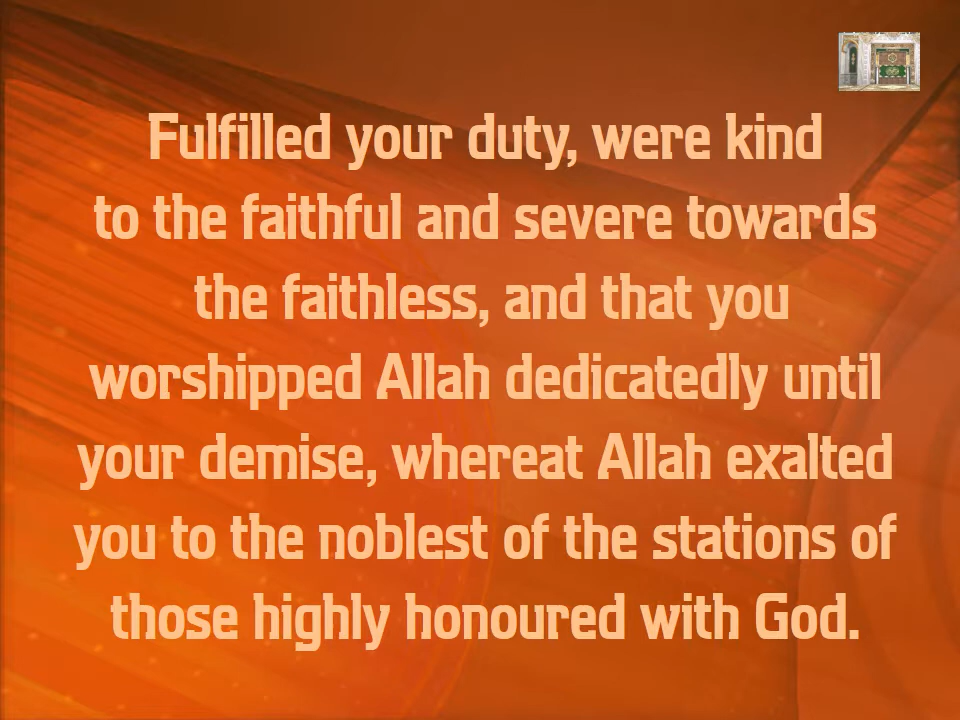 Fulfilled your duty, were kind
to the faithful and severe towards
the faithless, and that you
worshipped Allah dedicatedly until
your demise, whereat Allah exalted
you to the noblest of the stations of
those highly honoured with God.